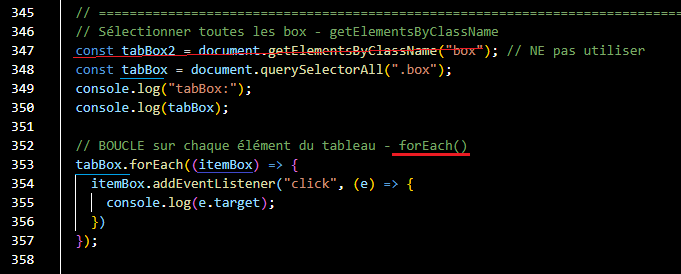 345 // ==========================================================================
346 // Sélectionner toutes les box - getElementsByClassName
347 const tabBox2 = document.getElementsByClassName("box"); // NE pas utiliser
348 const tabBox = document.querySelectorAll(".box");
349 console.log("tabBox:");
350 console.log(tabBox);
351
352 // BOUCLE sur chaque élément du tableau - forEach()
353 tabBox.forEach((itemBox) => {
354 itemBox.addEventListener("click", (e) => {
355 console.log(e.target);
356 })
357 });
358